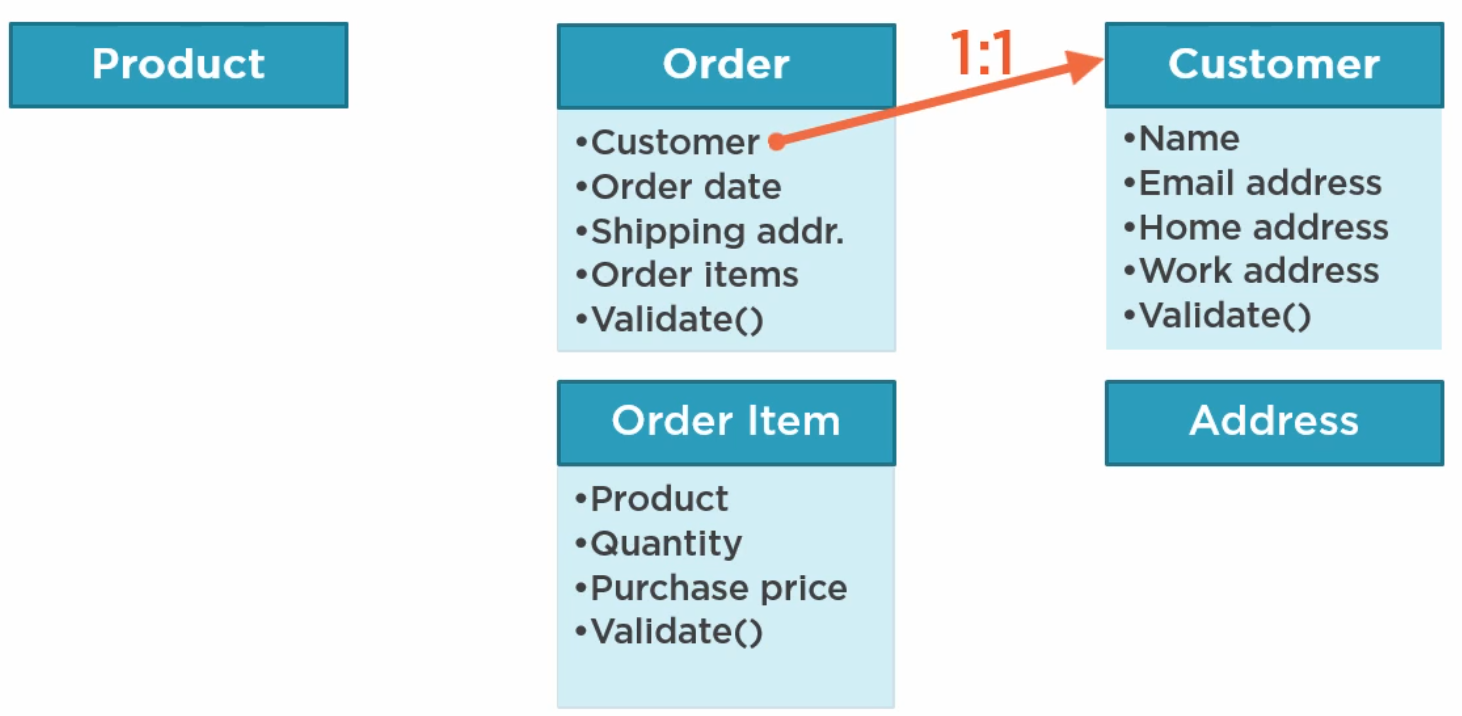 Product
Order
1:1
Customer
•Customer
•Order date
•Shipping addr.
•Order items
•Validate()
•Name
•Email address
•Home address
•Work address
•Validate()
Order Item
•Product
•Quantity
•Purchase price
•Validate()
Address